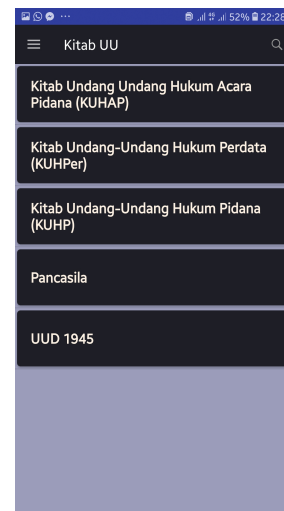 52% 22:28
Kitab UU
Kitab Undang Undang Hukum Acara
Pidana (KUHAP)
Kitab Undang-Undang Hukum Perdata
(KUHPer)
Kitab Undang-Undang Hukum Pidana
(KUHP)
Pancasila
UUD 1945